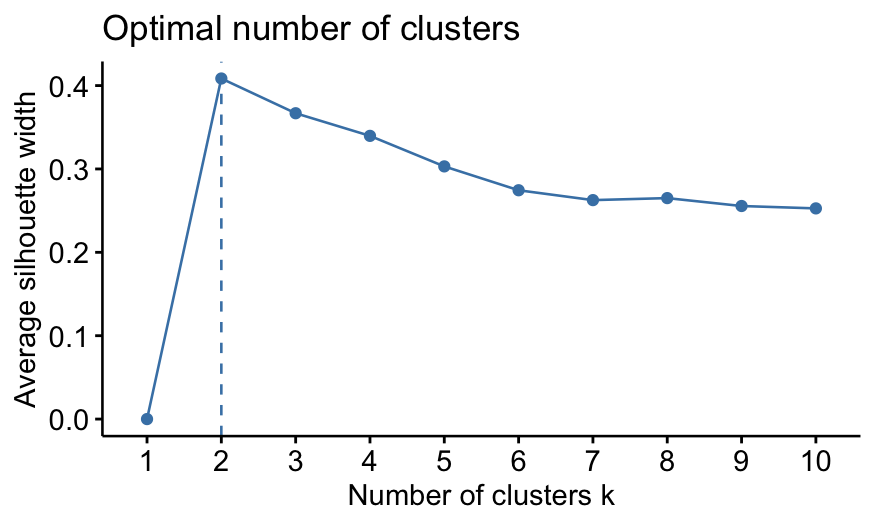 Optimal number of clusters
Average silhouette width
0.4
0.3
0.2
0.1
0.0
1 2 3 4 5 6 7 8 9 10
Number of clusters k